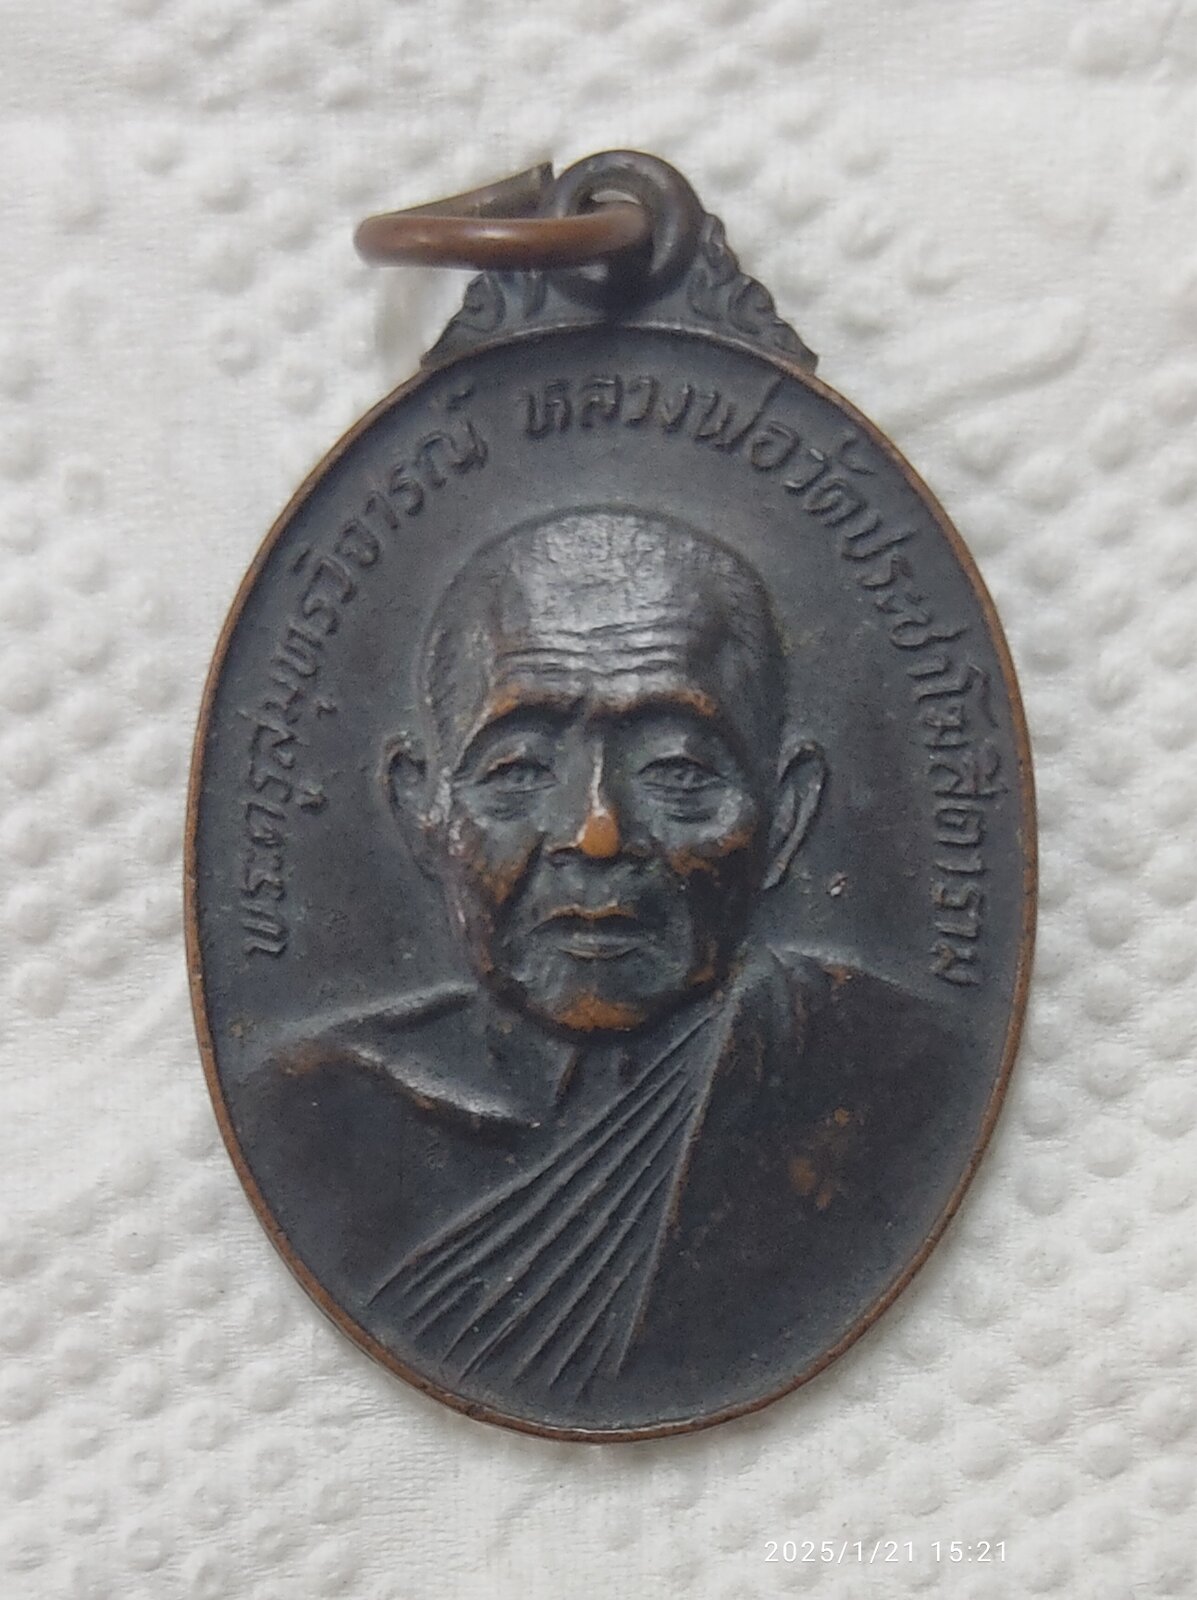 พระครูสมุทรวิจารณ์ หลวงพ่อวัดประชาโฆสิตาราม
2025/1/21 15:21